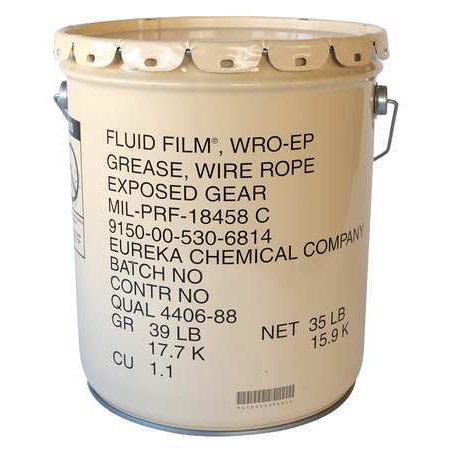 FLUID FILM®, WRO-EP
GREASE, WIRE ROPE
EXPOSED GEAR
MIL-PRF-18458 C
9150-00-530-6814
EUREKA CHEMICAL COMPANY
BATCH NO
CONTR NO
QUAL 4406-88
GR 39 LB NET 35 LB
17.7 K 15.9 K
CU 1.1